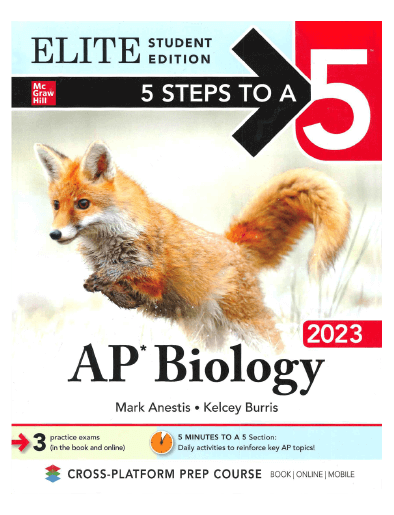 ELITE STUDENT EDITION
Mc Graw Hill
5 STEPS TO A 5
2023
AP* Biology
Mark Anestis • Kelcey Burris
3 practice exams (in the book and online)
5 MINUTES TO A 5 Section: Daily activities to reinforce key AP topics!
CROSS-PLATFORM PREP COURSE BOOK | ONLINE | MOBILE